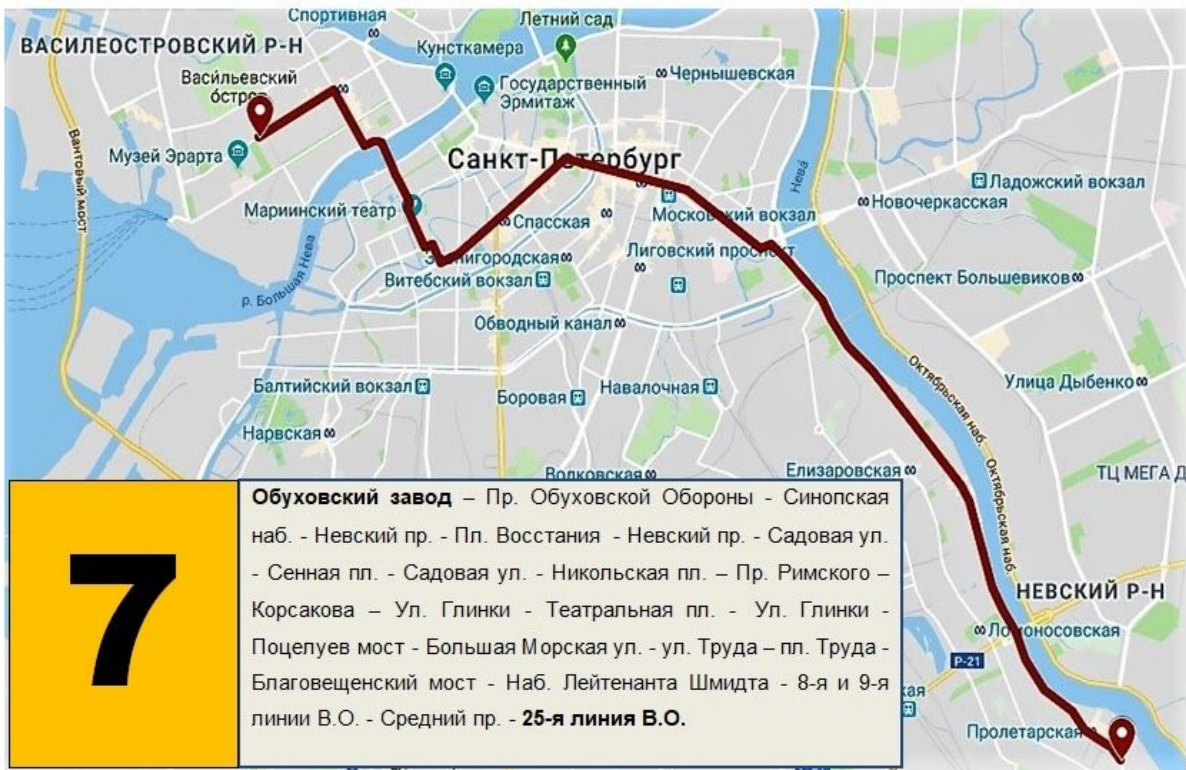 Спортивная
Летний сад
ВАСИЛЕОСТРОВСКИЙ Р-Н
Кунсткамера
Васильевский
остров
Чернышевская
Государственный
Эрмитаж
Вантовый мост
Музей Эрарта
Санкт-Петербург
Нева
Ладожский вокзал
Мариинский театр
Спасская
Московский вокзал
Новочеркасская
р. Большая Нева
Звенигородская
Лиговский проспект
Витебский вокзал
Проспект Большевиков
Обводный канал
Балтийский вокзал
Боровая
Навалочная
Октябрьская наб.
Улица Дыбенко
Нарвская
Волковская
Елизаровская
Октябрьская наб.
ТЦ МЕГА Д
НЕВСКИЙ Р-Н
Ломоносовская
Р-21
кая
Пролетарская
7
Обуховский завод – Пр. Обуховской Обороны - Синопская
наб. - Невский пр. - Пл. Восстания - Невский пр. - Садовая ул.
- Сенная пл. - Садовая ул. - Никольская пл. – Пр. Римского –
Корсакова – Ул. Глинки - Театральная пл. - Ул. Глинки -
Поцелуев мост - Большая Морская ул. - ул. Труда – пл. Труда -
Благовещенский мост - Наб. Лейтенанта Шмидта - 8-я и 9-я
линии В.О. - Средний пр. - 25-я линия В.О.